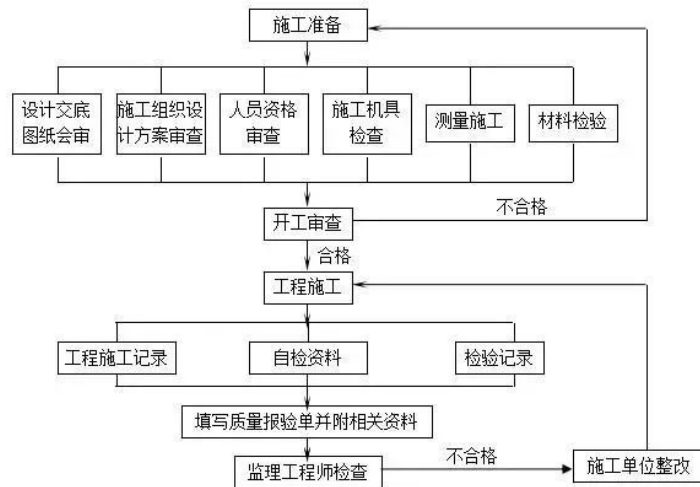 施工准备
设计交底
图纸会审
施工组织设
计方案审查
人员资格
审查
施工机具
检查
测量施工
材料检验
开工审查
不合格
合格
工程施工
工程施工记录
自检资料
检验记录
填写质量报验单并附相关资料
监理工程师检查
不合格
施工单位整改